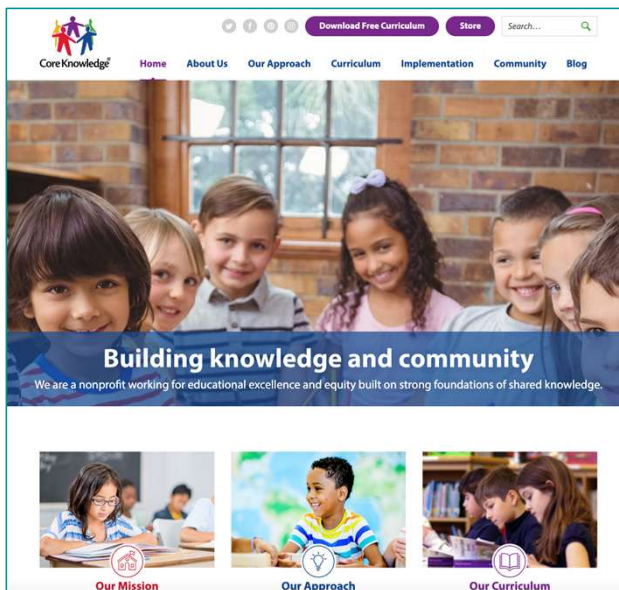 Download Free Curriculum
Store
Search...
Core Knowledge®
Home
About Us
Our Approach
Curriculum
Implementation
Community
Blog
Building knowledge and community
We are a nonprofit working for educational excellence and equity built on strong foundations of shared knowledge.
Our Mission
Our Approach
Our Curriculum